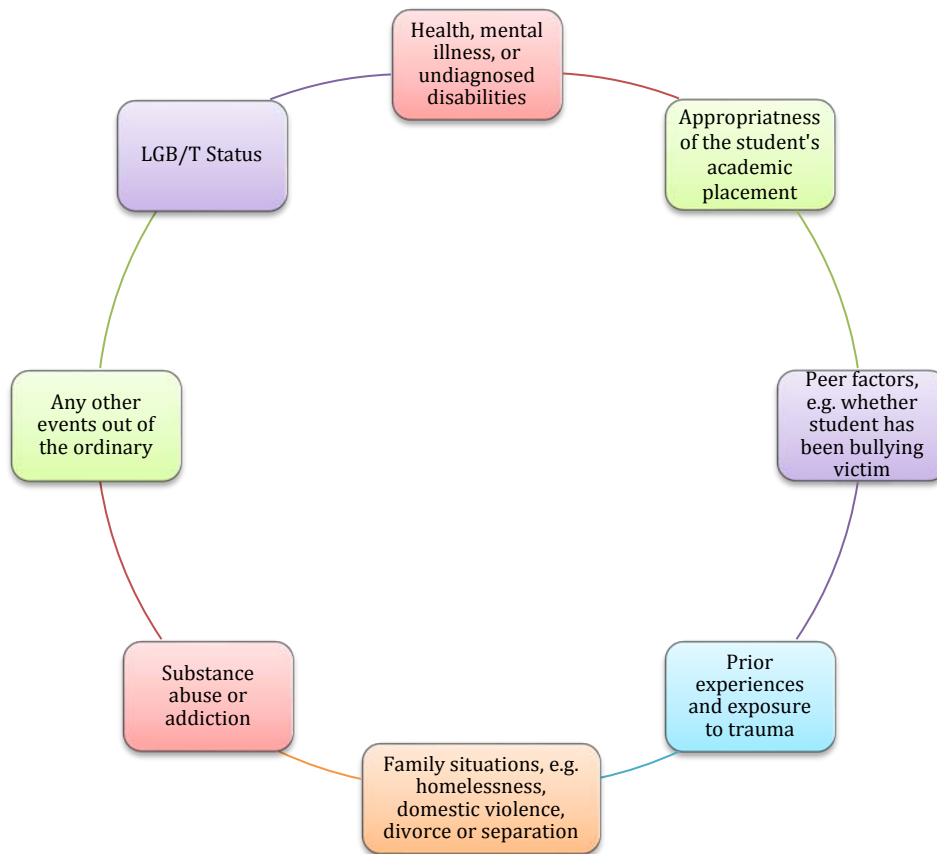 Health, mental
illness, or
undiagnosed
disabilities
Appropriatness
of the student's
academic
placement
Peer factors,
e.g. whether
student has
been bullying
victim
Prior
experiences
and exposure
to trauma
Family situations, e.g.
homelessness,
domestic violence,
divorce or separation
Substance
abuse or
addiction
Any other
events out of
the ordinary
LGB/T Status